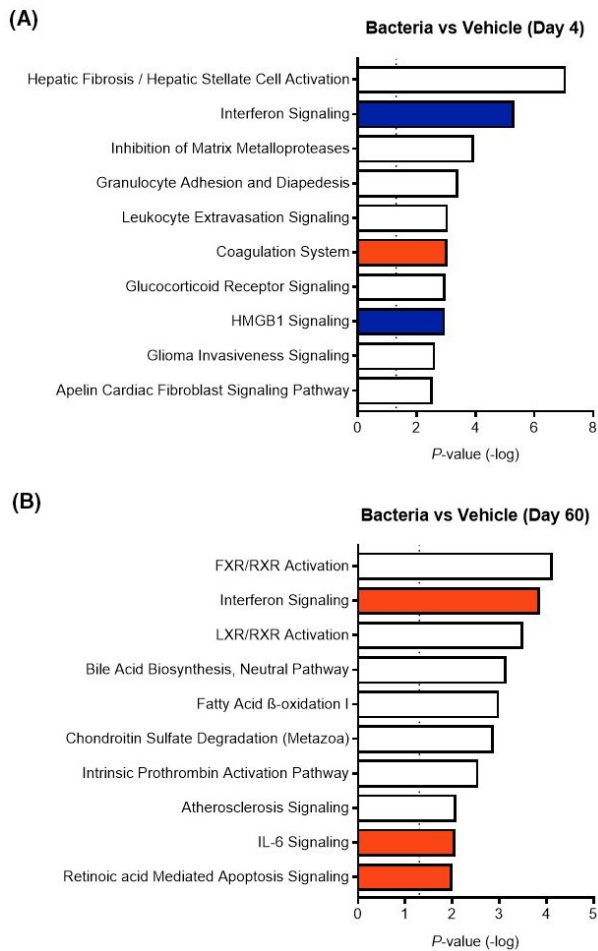 (A)
Bacteria vs Vehicle (Day 4)
Hepatic Fibrosis / Hepatic Stellate Cell Activation
Interferon Signaling
Inhibition of Matrix Metalloproteases
Granulocyte Adhesion and Diapedesis
Leukocyte Extravasation Signaling
Coagulation System
Glucocorticoid Receptor Signaling
HMGB1 Signaling
Glioma Invasiveness Signaling
Apelin Cardiac Fibroblast Signaling Pathway
0 2 4 6 8
P-value (-log)
(B)
Bacteria vs Vehicle (Day 60)
FXR/RXR Activation
Interferon Signaling
LXR/RXR Activation
Bile Acid Biosynthesis, Neutral Pathway
Fatty Acid ß-oxidation I
Chondroitin Sulfate Degradation (Metazoa)
Intrinsic Prothrombin Activation Pathway
Atherosclerosis Signaling
IL-6 Signaling
Retinoic acid Mediated Apoptosis Signaling
0 1 2 3 4 5
P-value (-log)